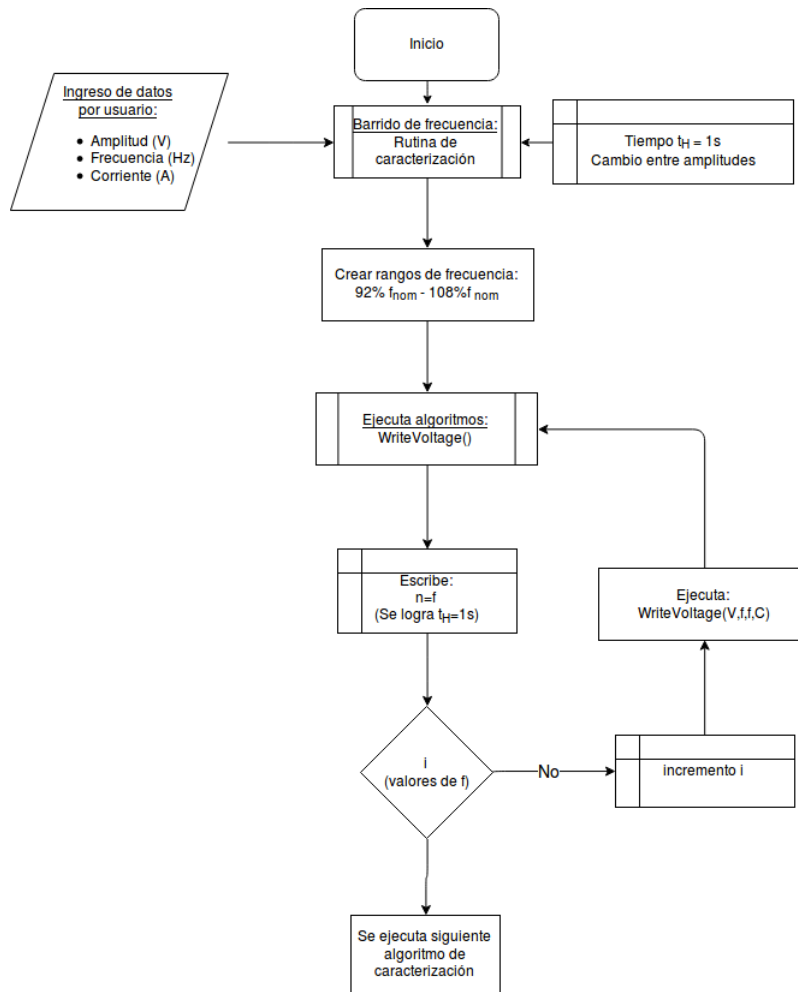 Inicio
Ingreso de datos
por usuario:
• Amplitud (V)
• Frecuencia (Hz)
• Corriente (A)
Barrido de frecuencia:
Rutina de
caracterización
Tiempo tH = 1s
Cambio entre amplitudes
Crear rangos de frecuencia:
92% fnom - 108%f nom
Ejecuta algoritmos:
WriteVoltage()
Escribe:
n=f
(Se logra tH=1s)
Ejecuta:
WriteVoltage(V,f,f,C)
i
(valores de f)
No
incremento i
Se ejecuta siguiente
algoritmo de
caracterización